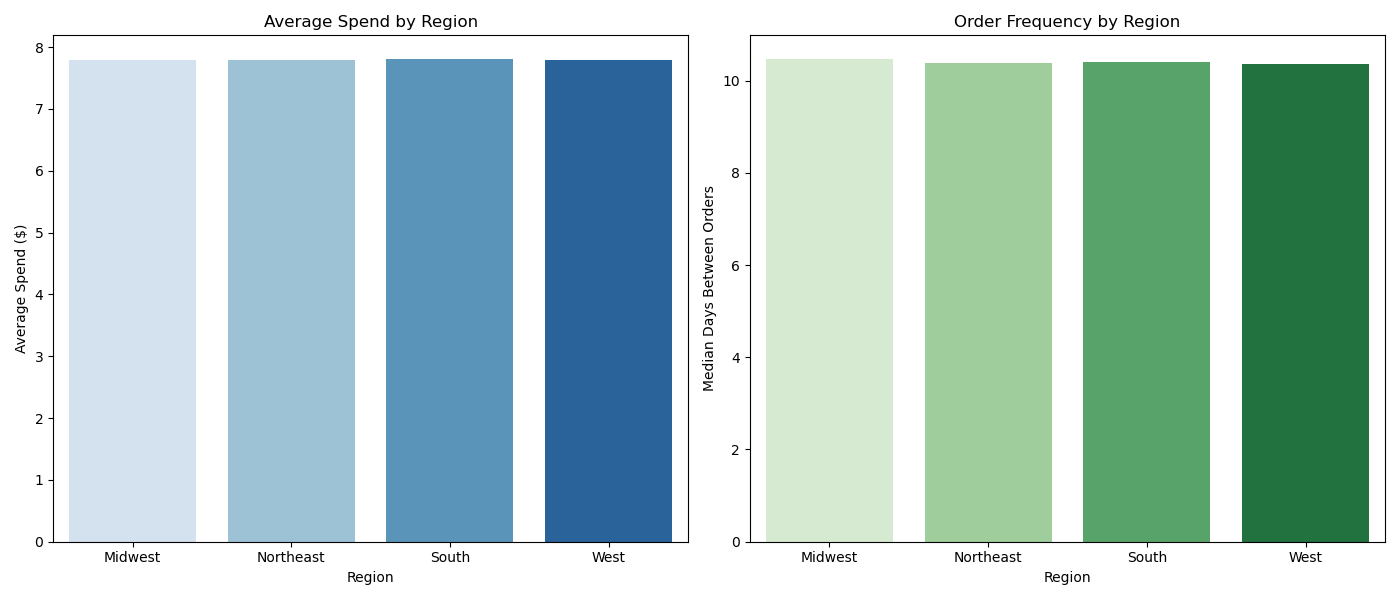 Average Spend by Region
Average Spend ($)
8
7
6
5
4
3
2
1
0
Midwest Northeast South West
Region
Order Frequency by Region
Median Days Between Orders
10
8
6
4
2
0
Midwest Northeast South West
Region